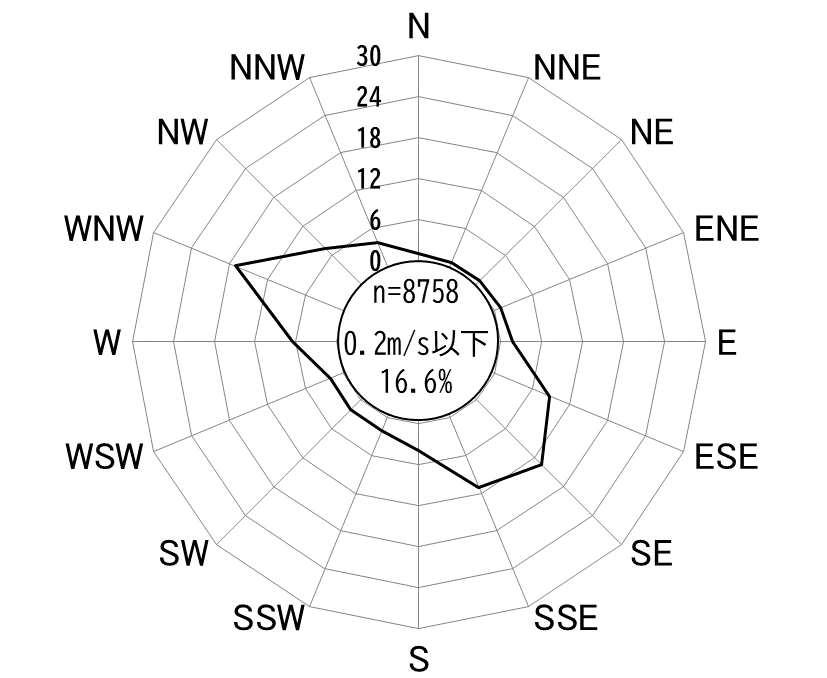 N
NNW
30
NNE
24
NW
18
NE
12
WNW
6
ENE
0
n=8758
W
0.2m/s以下
E
16.6%
WSW
ESE
SW
SE
SSW
SSE
S